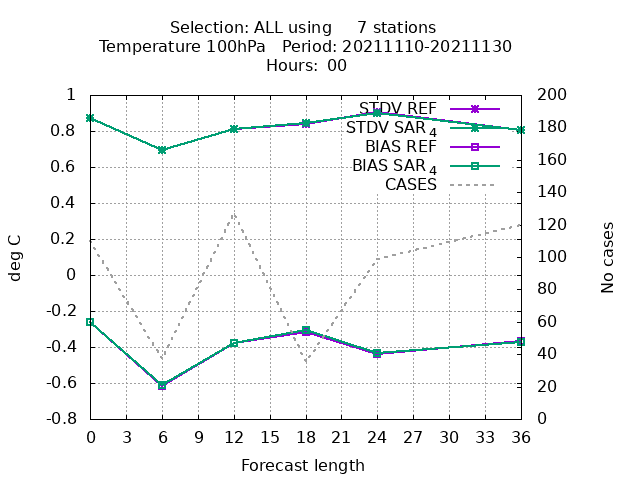 Selection: ALL using     7 stations
Temperature 100hPa   Period: 20211110-20211130
Hours:  00
STDV REF
STDV SAR 4
BIAS REF
BIAS SAR 4
CASES
1
0.8
0.6
0.4
0.2
0
-0.2
-0.4
-0.6
-0.8
deg C
200
180
160
140
120
100
80
60
40
20
0
No cases
0 3 6 9 12 15 18 21 24 27 30 33 36
Forecast length